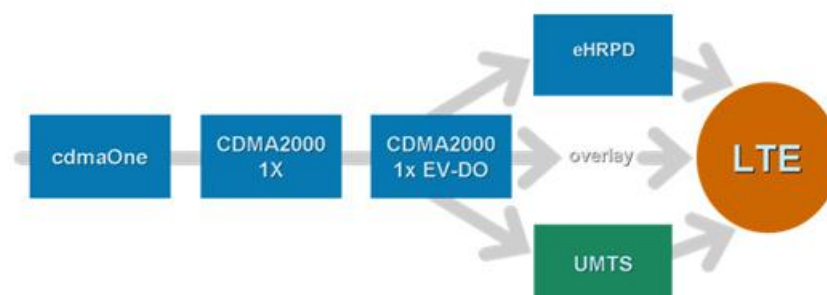 cdmaOne
CDMA2000
1X
CDMA2000
1x EV-DO
eHRPD
overlay
UMTS
LTE